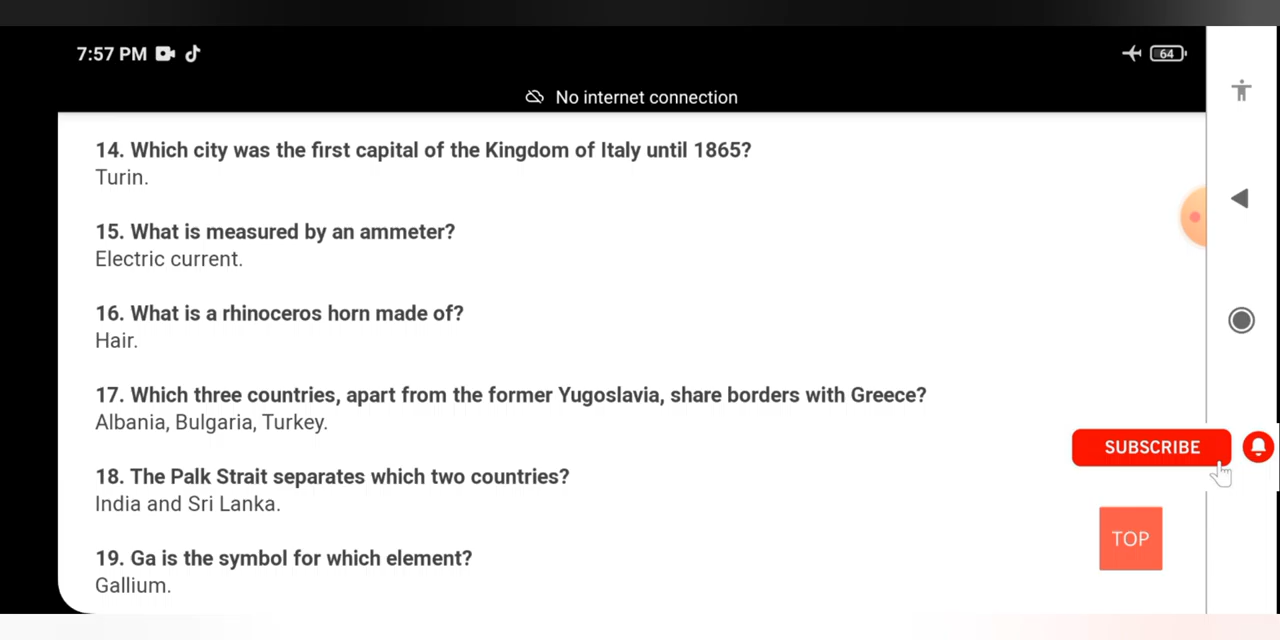 7:57 PM
64
No internet connection
14. Which city was the first capital of the Kingdom of Italy until 1865?
Turin.
15. What is measured by an ammeter?
Electric current.
16. What is a rhinoceros horn made of?
Hair.
17. Which three countries, apart from the former Yugoslavia, share borders with Greece?
Albania, Bulgaria, Turkey.
SUBSCRIBE
18. The Palk Strait separates which two countries?
India and Sri Lanka.
TOP
19. Ga is the symbol for which element?
Gallium.